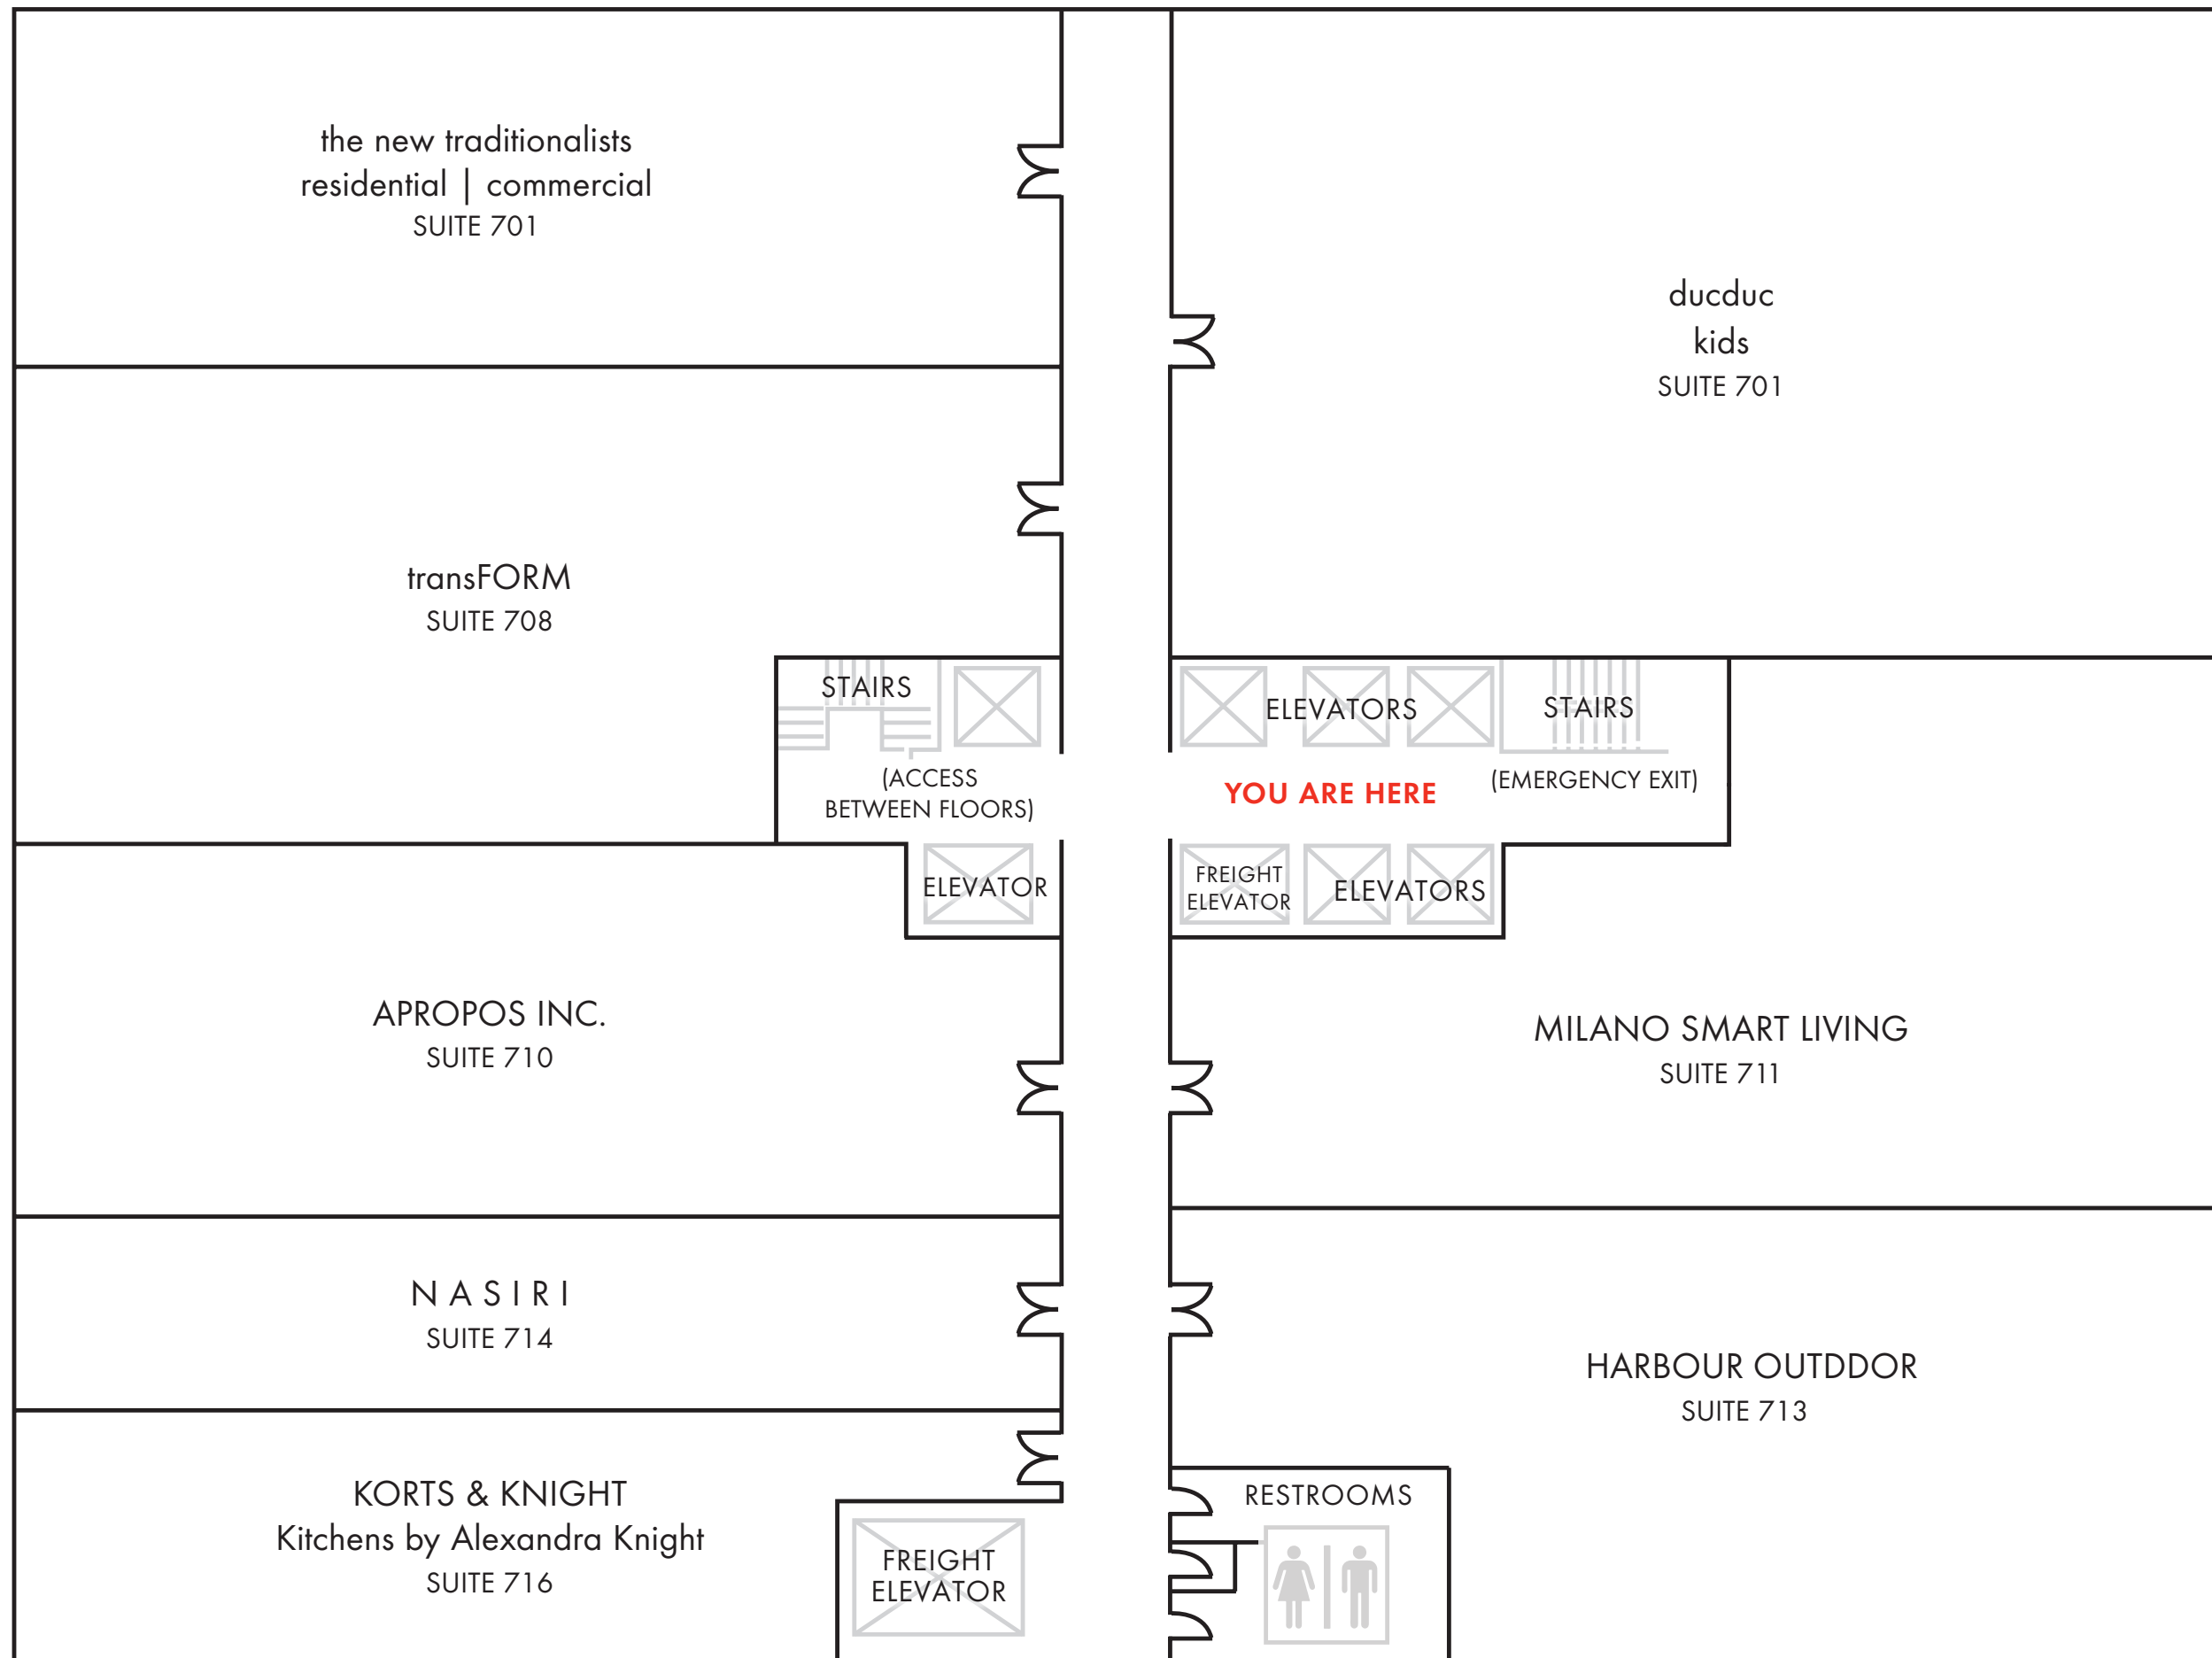 the new traditionalists
residential | commercial
SUITE 701
ducduc
kids
SUITE 701
transFORM
SUITE 708
STAIRS
(ACCESS
BETWEEN FLOORS)
ELEVATOR
ELEVATORS
STAIRS
YOU ARE HERE
(EMERGENCY EXIT)
FREIGHT
ELEVATOR
ELEVATORS
APROPOS INC.
SUITE 710
MILANO SMART LIVING
SUITE 711
N A S I R I
SUITE 714
HARBOUR OUTDDOR
SUITE 713
KORTS & KNIGHT
Kitchens by Alexandra Knight
SUITE 716
FREIGHT
ELEVATOR
RESTROOMS